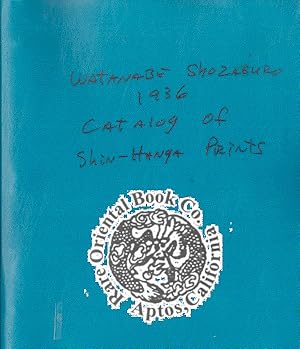 WATANABE SHOZABURO
1936
CATALOG OF
SHIN-HANGA PRINTS
Rare Oriental Book Co.
Aptos, California